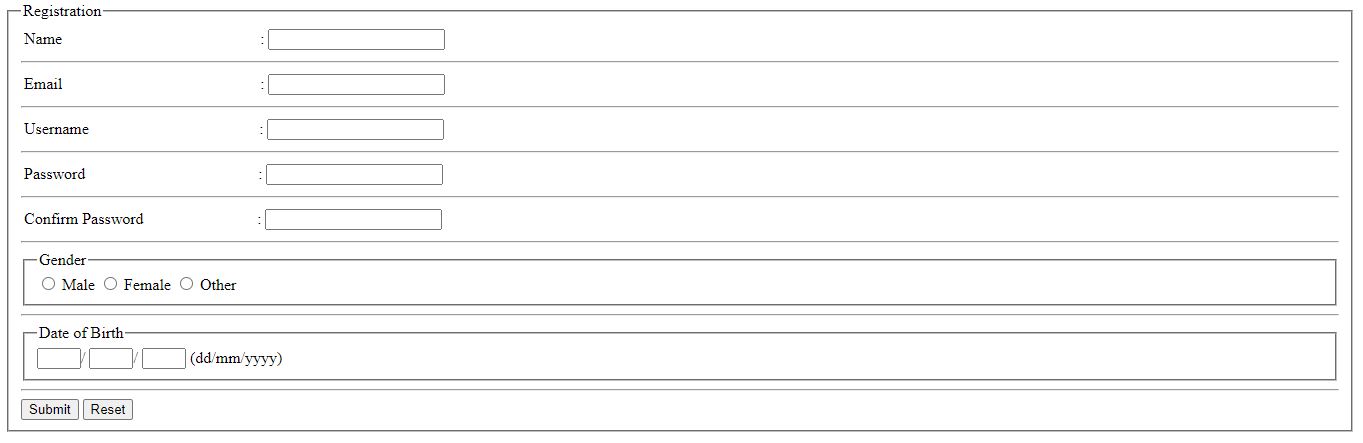 Registration
Name :
Email :
Username :
Password :
Confirm Password :
Gender
Male Female Other
Date of Birth
/ / (dd/mm/yyyy)
Submit Reset